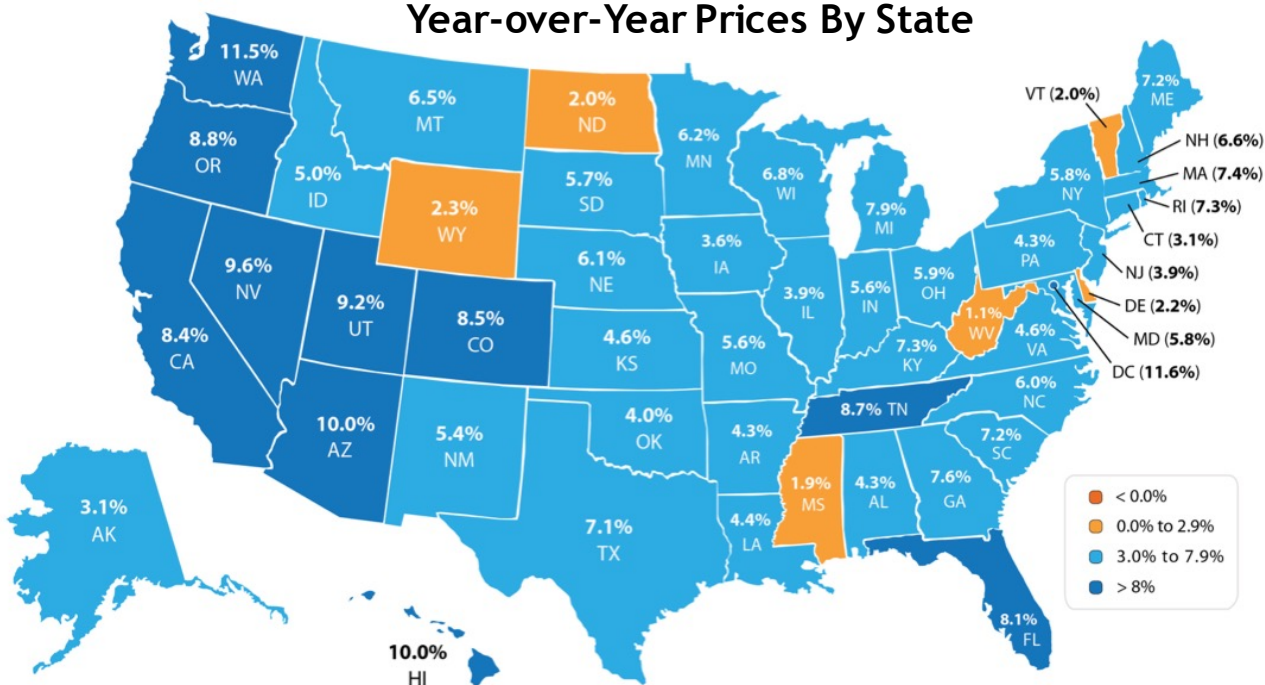 Year-over-Year Prices By State
11.5%
WA
8.8%
OR
8.4%
CA
9.6%
NV
5.0%
ID
6.5%
MT
2.3%
WY
9.2%
UT
8.5%
CO
10.0%
AZ
5.4%
NM
2.0%
ND
5.7%
SD
6.1%
NE
4.6%
KS
4.0%
OK
7.1%
TX
6.2%
MN
3.6%
IA
5.6%
MO
4.3%
AR
4.4%
LA
6.8%
WI
3.9%
IL
7.9%
MI
5.6%
IN
5.9%
OH
7.3%
KY
8.7% TN
1.9%
MS
4.3%
AL
7.6%
GA
8.1%
FL
7.2%
SC
6.0%
NC
4.6%
VA
1.1%
WV
4.3%
PA
5.8%
NY
7.2%
ME
VT (2.0%)
NH (6.6%)
MA (7.4%)
RI (7.3%)
CT (3.1%)
NJ (3.9%)
DE (2.2%)
MD (5.8%)
DC (11.6%)
3.1%
AK
10.0%
HI
< 0.0%
0.0% to 2.9%
3.0% to 7.9%
> 8%